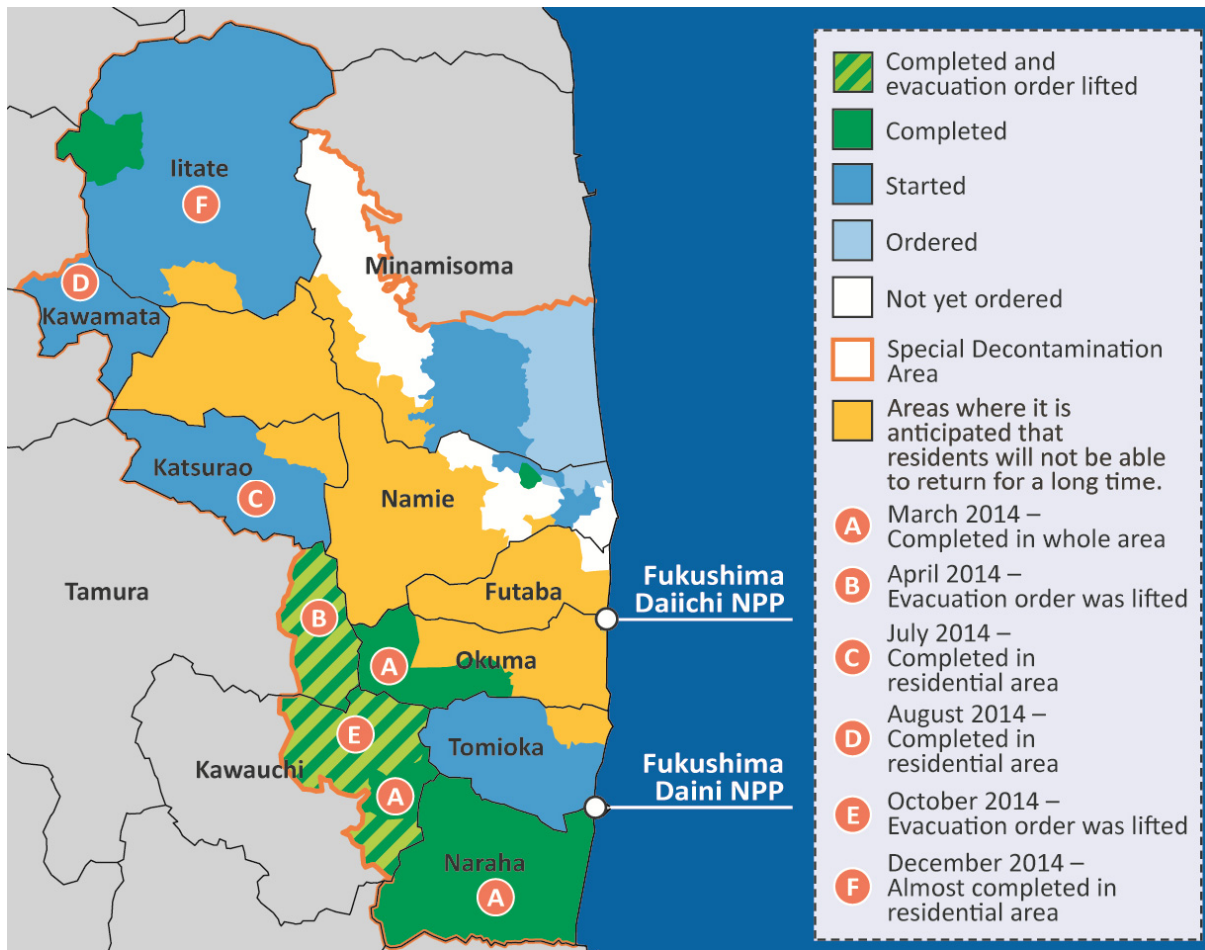 Iitate
F
D
Kawamata
Minamisoma
Katsurao
C
Namie
Tamura
B
Futaba
Fukushima
Daiichi NPP
A
Okuma
E
Tomioka
Kawauchi
A
Fukushima
Daini NPP
Naraha
A
Completed and
evacuation order lifted
Completed
Started
Ordered
Not yet ordered
Special Decontamination
Area
Areas where it is
anticipated that
residents will not be able
to return for a long time.
A
March 2014 –
Completed in whole area
B
April 2014 –
Evacuation order was lifted
C
July 2014 –
Completed in
residential area
D
August 2014 –
Completed in
residential area
E
October 2014 –
Evacuation order was lifted
F
December 2014 –
Almost completed in
residential area